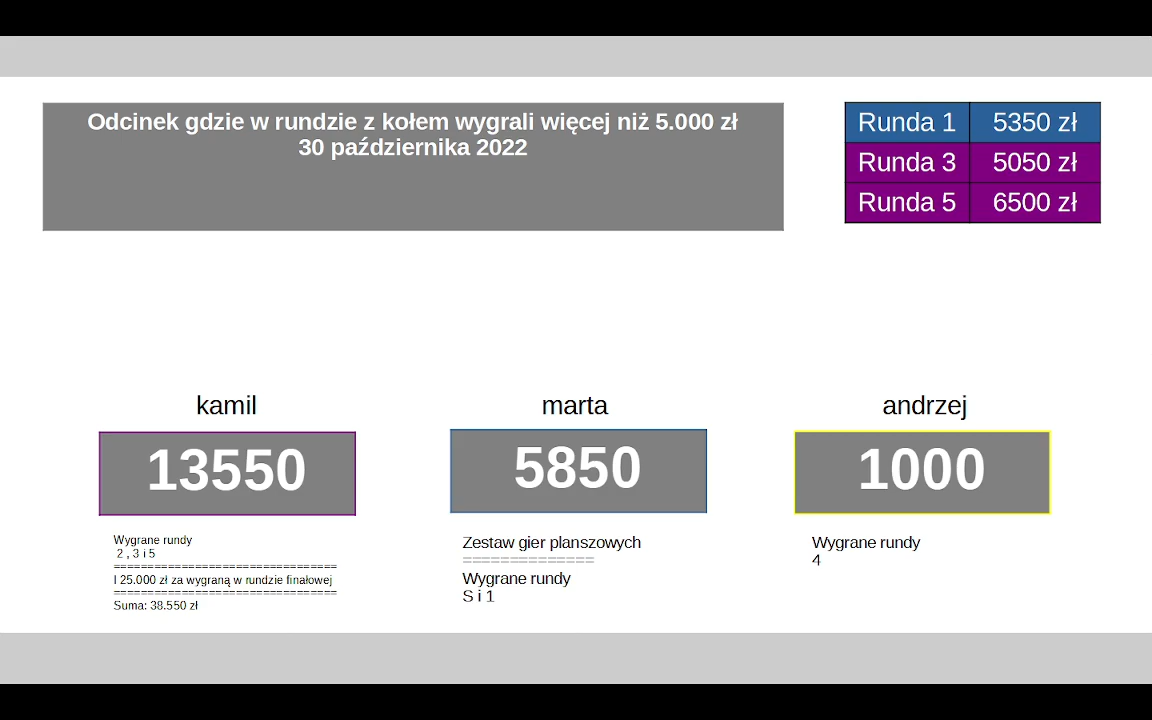 Odcinek gdzie w rundzie z kołem wygrali więcej niż 5.000 zł
30 października 2022
Runda 1 5350 zł
Runda 3 5050 zł
Runda 5 6500 zł
kamil
13550
Wygrane rundy
2 , 3 i 5
================================
I 25.000 zł za wygraną w rundzie finałowej
================================
Suma: 38.550 zł
marta
5850
Zestaw gier planszowych
==============
Wygrane rundy
S i 1
andrzej
1000
Wygrane rundy
4